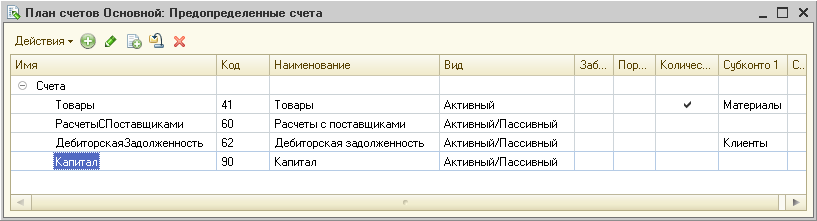 План счетов Основной: Предопределенные счета
Действия
Имя Код Наименование Вид Заб... Пор... Количес... Субконто 1 С...
Счета
Товары 41 Товары Активный Материалы
РасчетыСПоставщиками 60 Расчеты с поставщиками Активный/Пассивный
ДебиторскаяЗадолженность 62 Дебиторская задолженность Активный/Пассивный Клиенты
Капитал 90 Капитал Активный/Пассивный